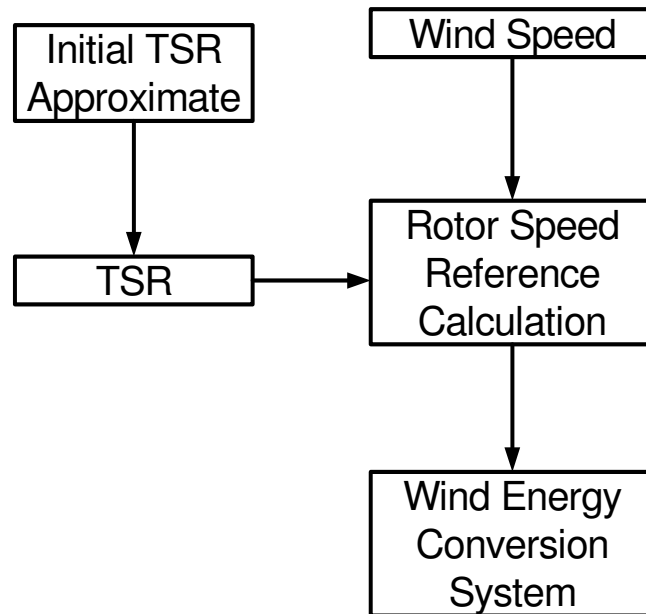 Initial TSR
Approximate
Wind Speed
TSR
Rotor Speed
Reference
Calculation
Wind Energy
Conversion
System